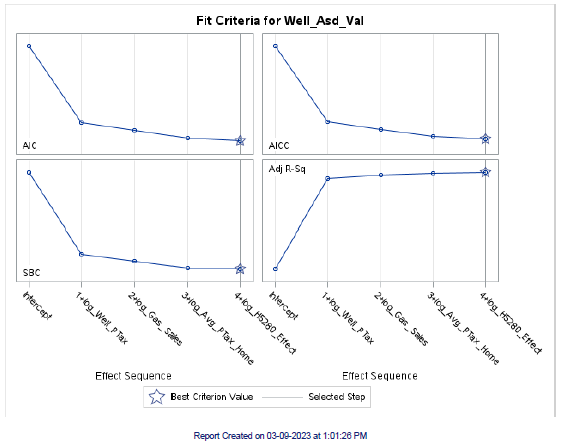 Fit Criteria for Well_Asd_Val
AIC
AICC
SBC
Adj R-Sq
Intercept
1+log_Well_PTax
2+log_Gas_Sales
3+log_Avg_PTax_Home
4+log_HS280_Effect
Intercept
1+log_Well_PTax
2+log_Gas_Sales
3+log_Avg_PTax_Home
4+log_HS280_Effect
Effect Sequence
Effect Sequence
Best Criterion Value
Selected Step
Report Created on 03-09-2023 at 1:01:26 PM